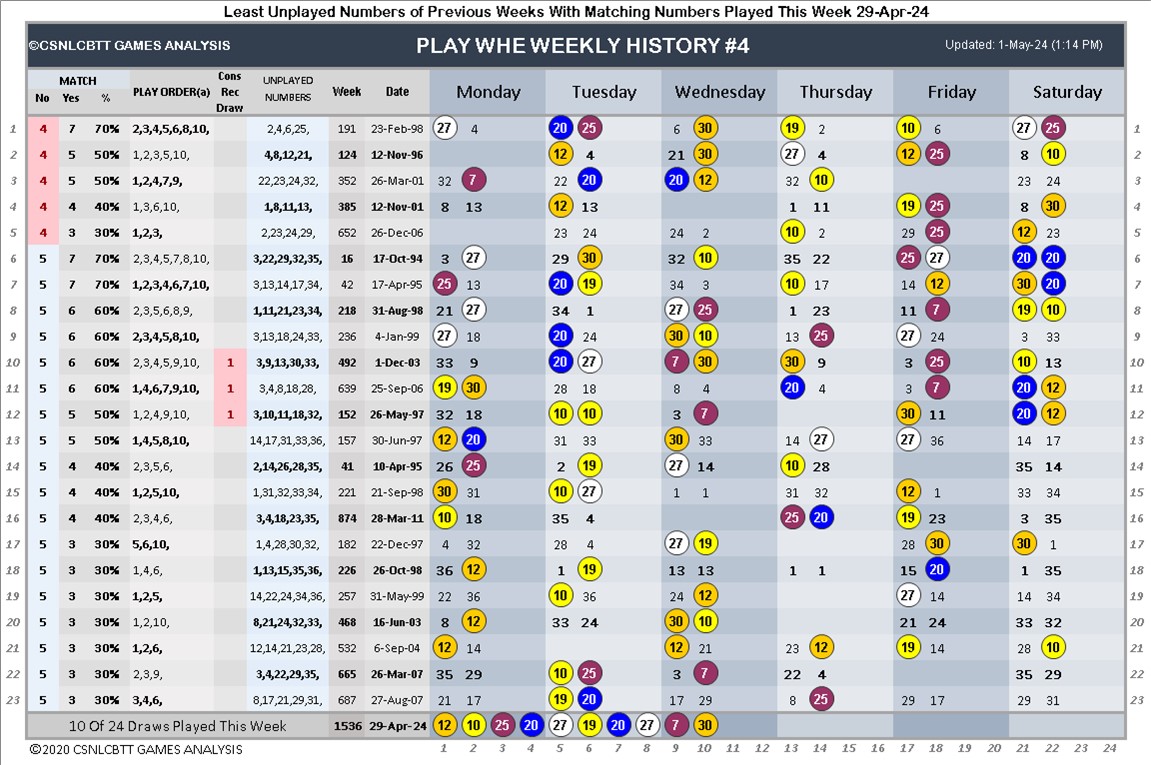 Least Unplayed Numbers of Previous Weeks With Matching Numbers Played This Week 29-Apr-24
©CSNLCBTT GAMES ANALYSIS PLAY WHE WEEKLY HISTORY #4 Updated: 1-May-24 (1:14 PM)
MATCH Cons UNPLAYED
No Yes % PLAY ORDER(a) Rec NUMBERS Week Date Monday Tuesday Wednesday Thursday Friday Saturday
Draw
1 4 7 70% 2,3,4,5,6,8,10, 2,4,6,25, 191 23-Feb-98 27 4 20 25 6 30 19 2 10 6 27 25 1
2 4 5 50% 1,2,3,5,10, 4,8,12,21, 124 12-Nov-96 12 4 21 30 27 4 12 25 8 10 2
3 4 5 50% 1,2,4,7,9, 22,23,24,32, 352 26-Mar-01 32 7 22 20 20 12 32 10 23 24 3
4 4 4 40% 1,3,6,10, 1,8,11,13, 385 12-Nov-01 8 13 12 13 1 11 19 25 8 30 4
5 4 3 30% 1,2,3, 2,23,24,29, 652 26-Dec-06 23 24 24 2 10 2 29 25 12 23 5
6 5 7 70% 2,3,4,5,7,8,10, 3,22,29,32,35, 16 17-Oct-94 3 27 29 30 32 10 35 22 25 27 20 20 6
7 5 7 70% 1,2,3,4,6,7,10, 3,13,14,17,34, 42 17-Apr-95 25 13 20 19 34 3 10 17 14 12 30 20 7
8 5 6 60% 2,3,5,6,8,9, 1,11,21,23,34, 218 31-Aug-98 21 27 34 1 27 25 1 23 11 7 19 10 8
9 5 6 60% 2,3,4,5,8,10, 3,13,18,24,33, 236 4-Jan-99 27 18 20 24 30 10 13 25 27 24 3 33 9
10 5 6 60% 2,3,4,5,9,10, 1 3,9,13,30,33, 492 1-Dec-03 33 9 20 27 7 30 30 9 3 25 10 13 10
11 5 6 60% 1,4,6,7,9,10, 1 3,4,8,18,28, 639 25-Sep-06 19 30 28 18 8 4 20 4 3 7 20 12 11
12 5 5 50% 1,2,4,9,10, 1 3,10,11,18,32, 152 26-May-97 32 18 10 10 3 7 30 11 20 12 12
13 5 5 50% 1,4,5,8,10, 14,17,31,33,36, 157 30-Jun-97 12 20 31 33 30 33 14 27 27 36 14 17 13
14 5 4 40% 2,3,5,6, 2,14,26,28,35, 41 10-Apr-95 26 25 2 19 27 14 10 28 35 14 14
15 5 4 40% 1,2,5,10, 1,31,32,33,34, 221 21-Sep-98 30 31 10 27 1 1 31 32 12 1 33 34 15
16 5 4 40% 2,3,4,6, 3,4,18,23,35, 874 28-Mar-11 10 18 35 4 25 20 19 23 3 35 16
17 5 3 30% 5,6,10, 1,4,28,30,32, 182 22-Dec-97 4 32 28 4 27 19 28 30 30 1 17
18 5 3 30% 1,4,6, 1,13,15,35,36, 226 26-Oct-98 36 12 1 19 13 13 1 1 15 20 1 35 18
19 5 3 30% 1,2,5, 14,22,24,34,36, 257 31-May-99 22 36 10 36 24 12 27 14 14 34 19
20 5 3 30% 1,2,10, 8,21,24,32,33, 468 16-Jun-03 8 12 33 24 30 10 21 24 33 32 20
21 5 3 30% 1,2,6, 12,14,21,23,28, 532 6-Sep-04 12 14 12 21 23 12 19 14 28 10 21
22 5 3 30% 2,3,9, 3,4,22,29,35, 665 26-Mar-07 35 29 10 25 3 7 22 4 35 29 22
23 5 3 30% 3,4,6, 8,17,21,29,31, 687 27-Aug-07 21 17 19 20 17 29 8 25 29 17 29 31 23
10 Of 24 Draws Played This Week 1536 29-Apr-24 12 10 25 20 27 19 20 27 7 30
©2020 CSNLCBTT GAMES ANALYSIS 1 2 3 4 5 6 7 8 9 10 11 12 13 14 15 16 17 18 19 20 21 22 23 24